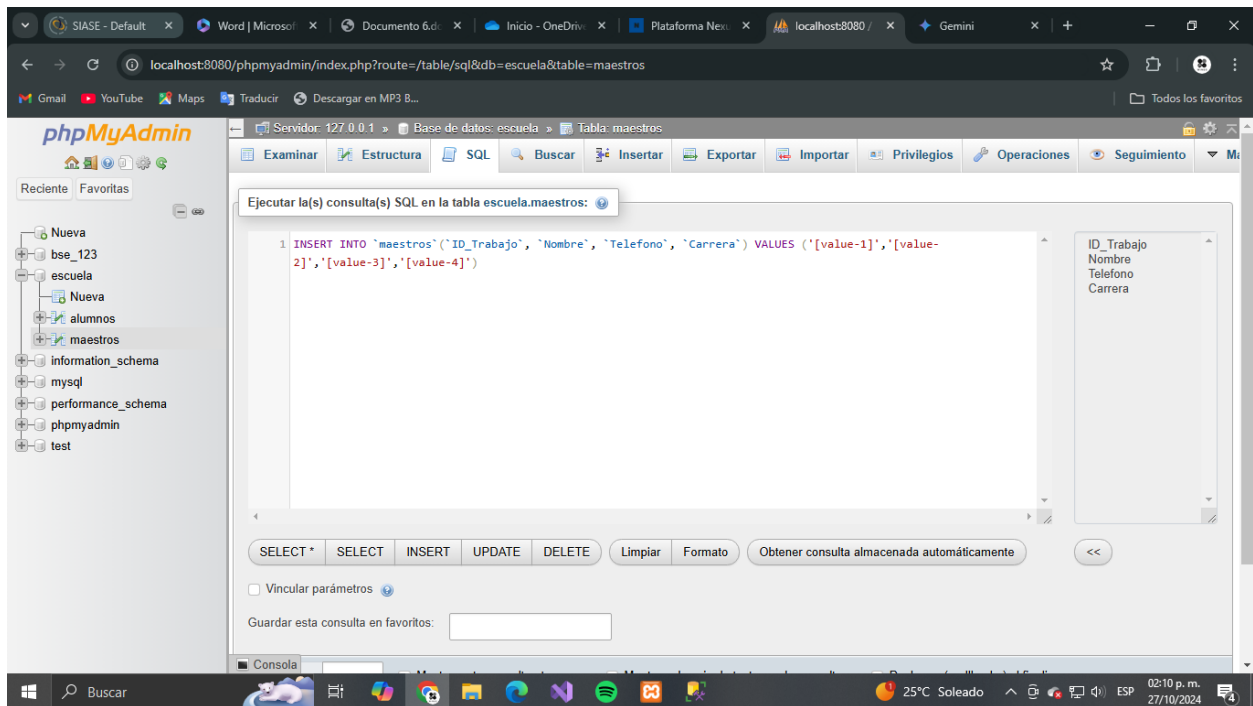 SIASE - Default
Word | Microsof
Documento 6.do
Inicio - OneDrive
Plataforma Nexu
localhost:8080 /
Gemini
localhost:8080/phpmyadmin/index.php?route=/table/sql&db=escuela&table=maestros
Gmail YouTube Maps Traducir Descargar en MP3 B... Todos los favoritos
phpMyAdmin
Reciente Favoritas
Nueva
bse_123
escuela
Nueva
alumnos
maestros
information_schema
mysql
performance_schema
phpmyadmin
test
Servidor: 127.0.0.1 » Base de datos: escuela » Tabla: maestros
Examinar Estructura SQL Buscar Insertar Exportar Importar Privilegios Operaciones Seguimiento
Ejecutar la(s) consulta(s) SQL en la tabla escuela.maestros:
1 INSERT INTO `maestros`(`ID_Trabajo`, `Nombre`, `Telefono`, `Carrera`) VALUES ('[value-1]','[value-
2]','[value-3]','[value-4]')
ID_Trabajo
Nombre
Telefono
Carrera
SELECT * SELECT INSERT UPDATE DELETE Limpiar Formato Obtener consulta almacenada automáticamente <<
Vincular parámetros
Guardar esta consulta en favoritos:
Consola
Buscar
25°C Soleado
ESP
02:10 p. m.
27/10/2024